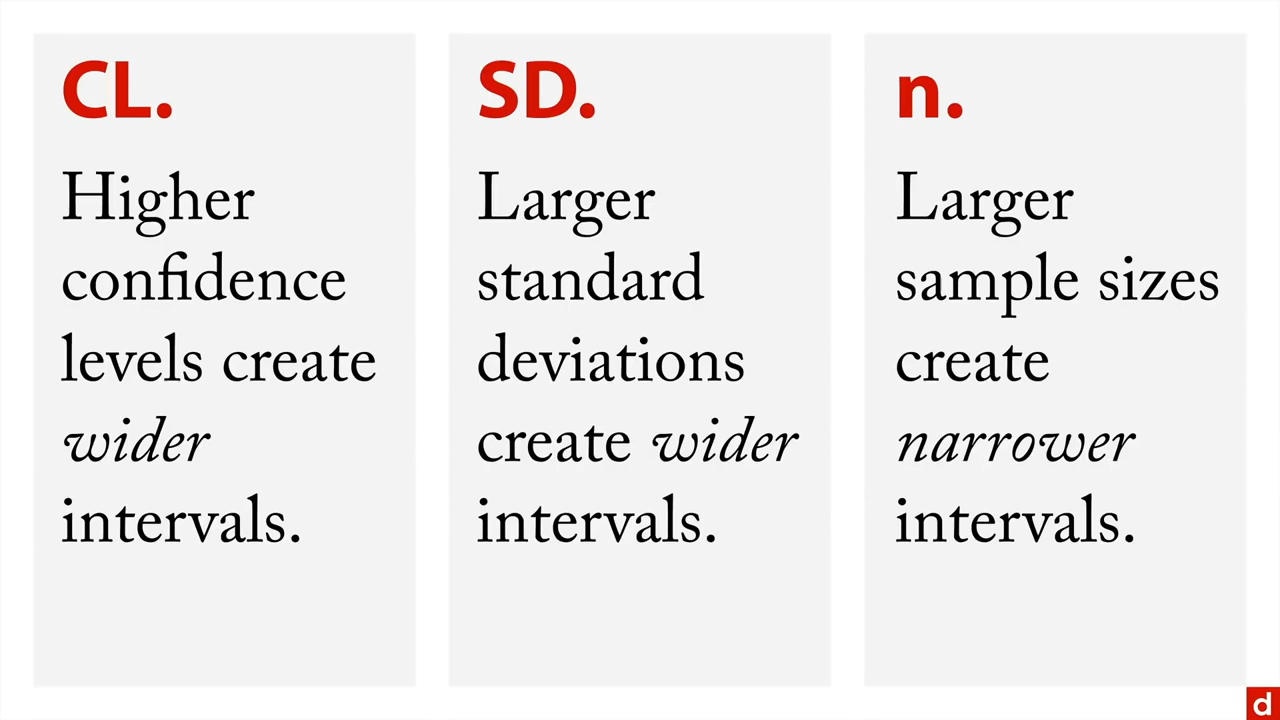 CL.
Higher
confidence
levels create
wider
intervals.
SD.
Larger
standard
deviations
create wider
intervals.
n.
Larger
sample sizes
create
narrower
intervals.
d